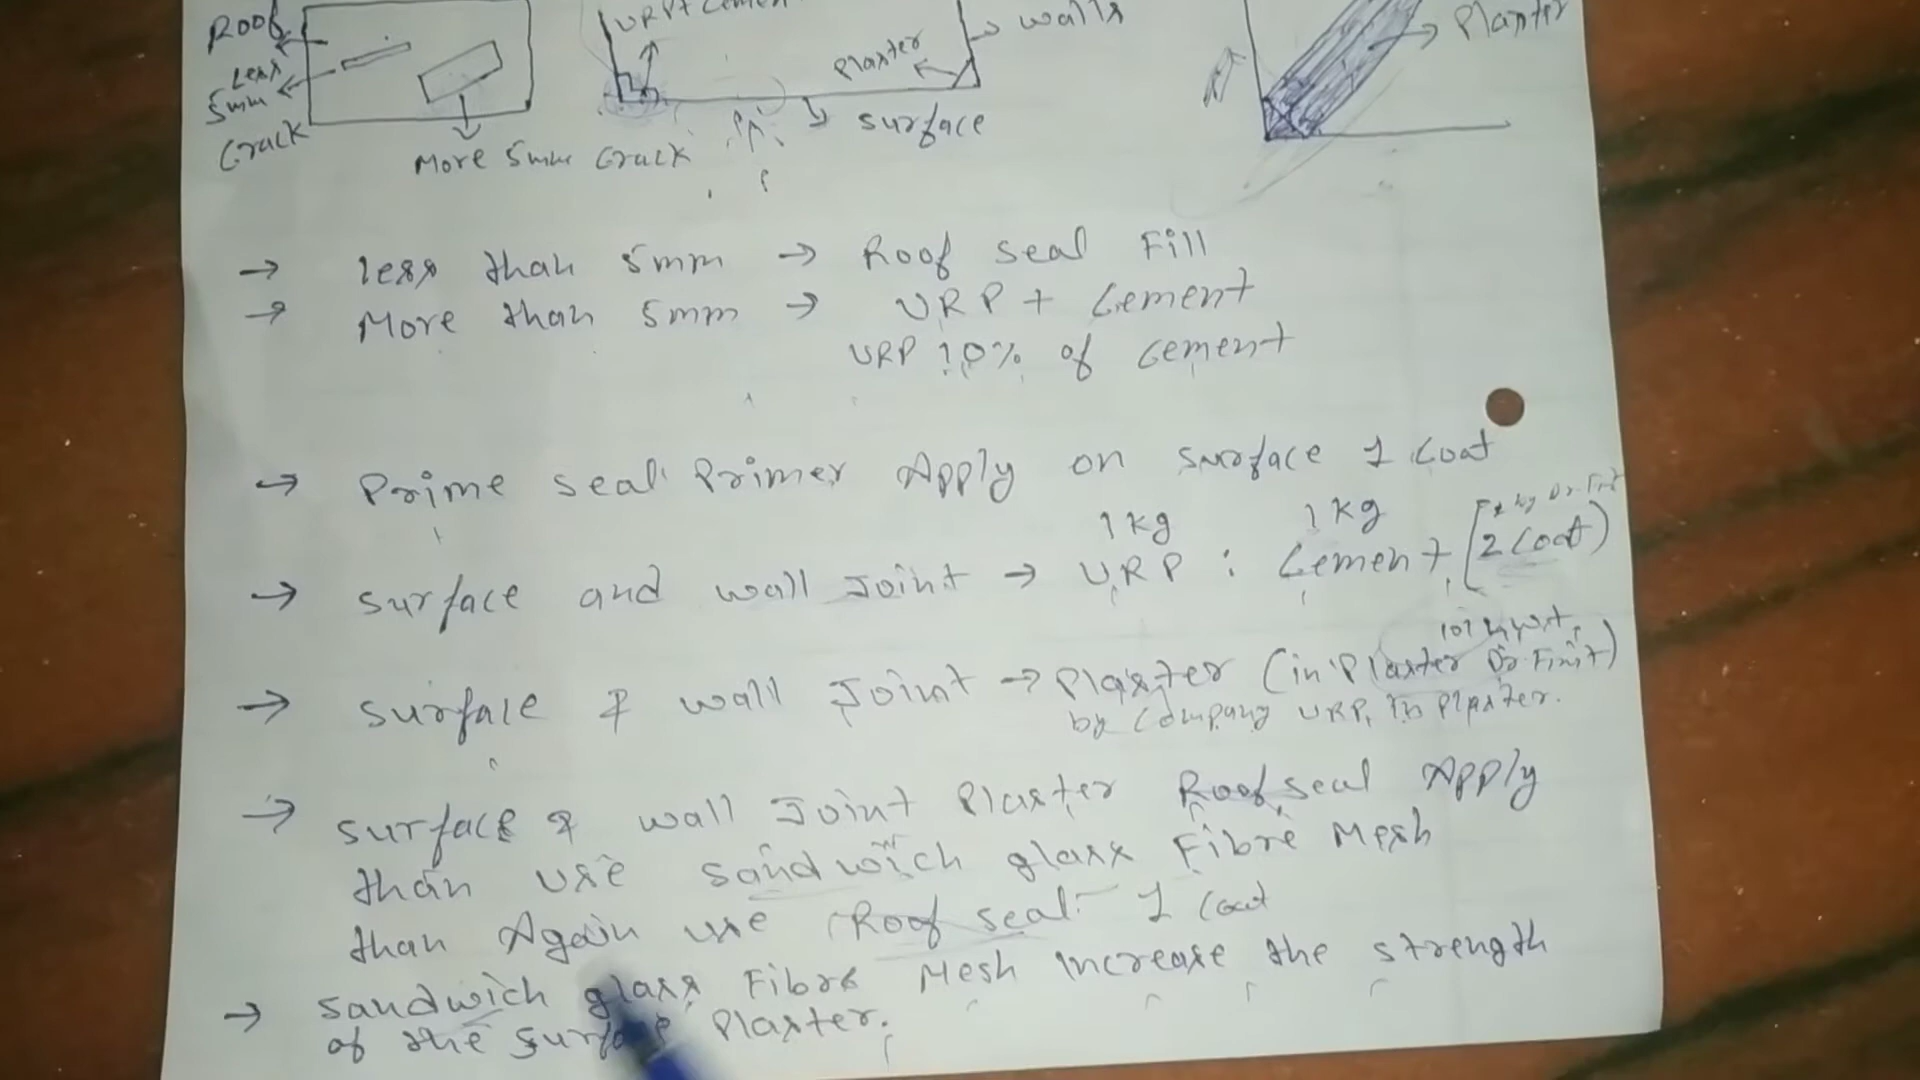 Roof
Less
5mm
Crack
More 5mm Crack
URP + Cement
Plaster
walls
surface
Plaster
→ less than 5mm → Roof seal Fill
→ More than 5mm → URP + Cement
URP 10% of cement
→ Prime seal Primer Apply on surface 1 Coat
1 kg 1 kg
→ surface and wall Joint → URP : Cement [2 Coat)
→ surface & wall Joint → Plaster (in Plaster Dr. Fixit)
by Company URP in Plaster.
→ surface & wall Joint Plaster Roof seal Apply
than use sandwich glass Fibre Mesh
than Again use Roof seal 1 Coat
→ sandwich glass Fibre Mesh increase the strength
of the surface Plaster.